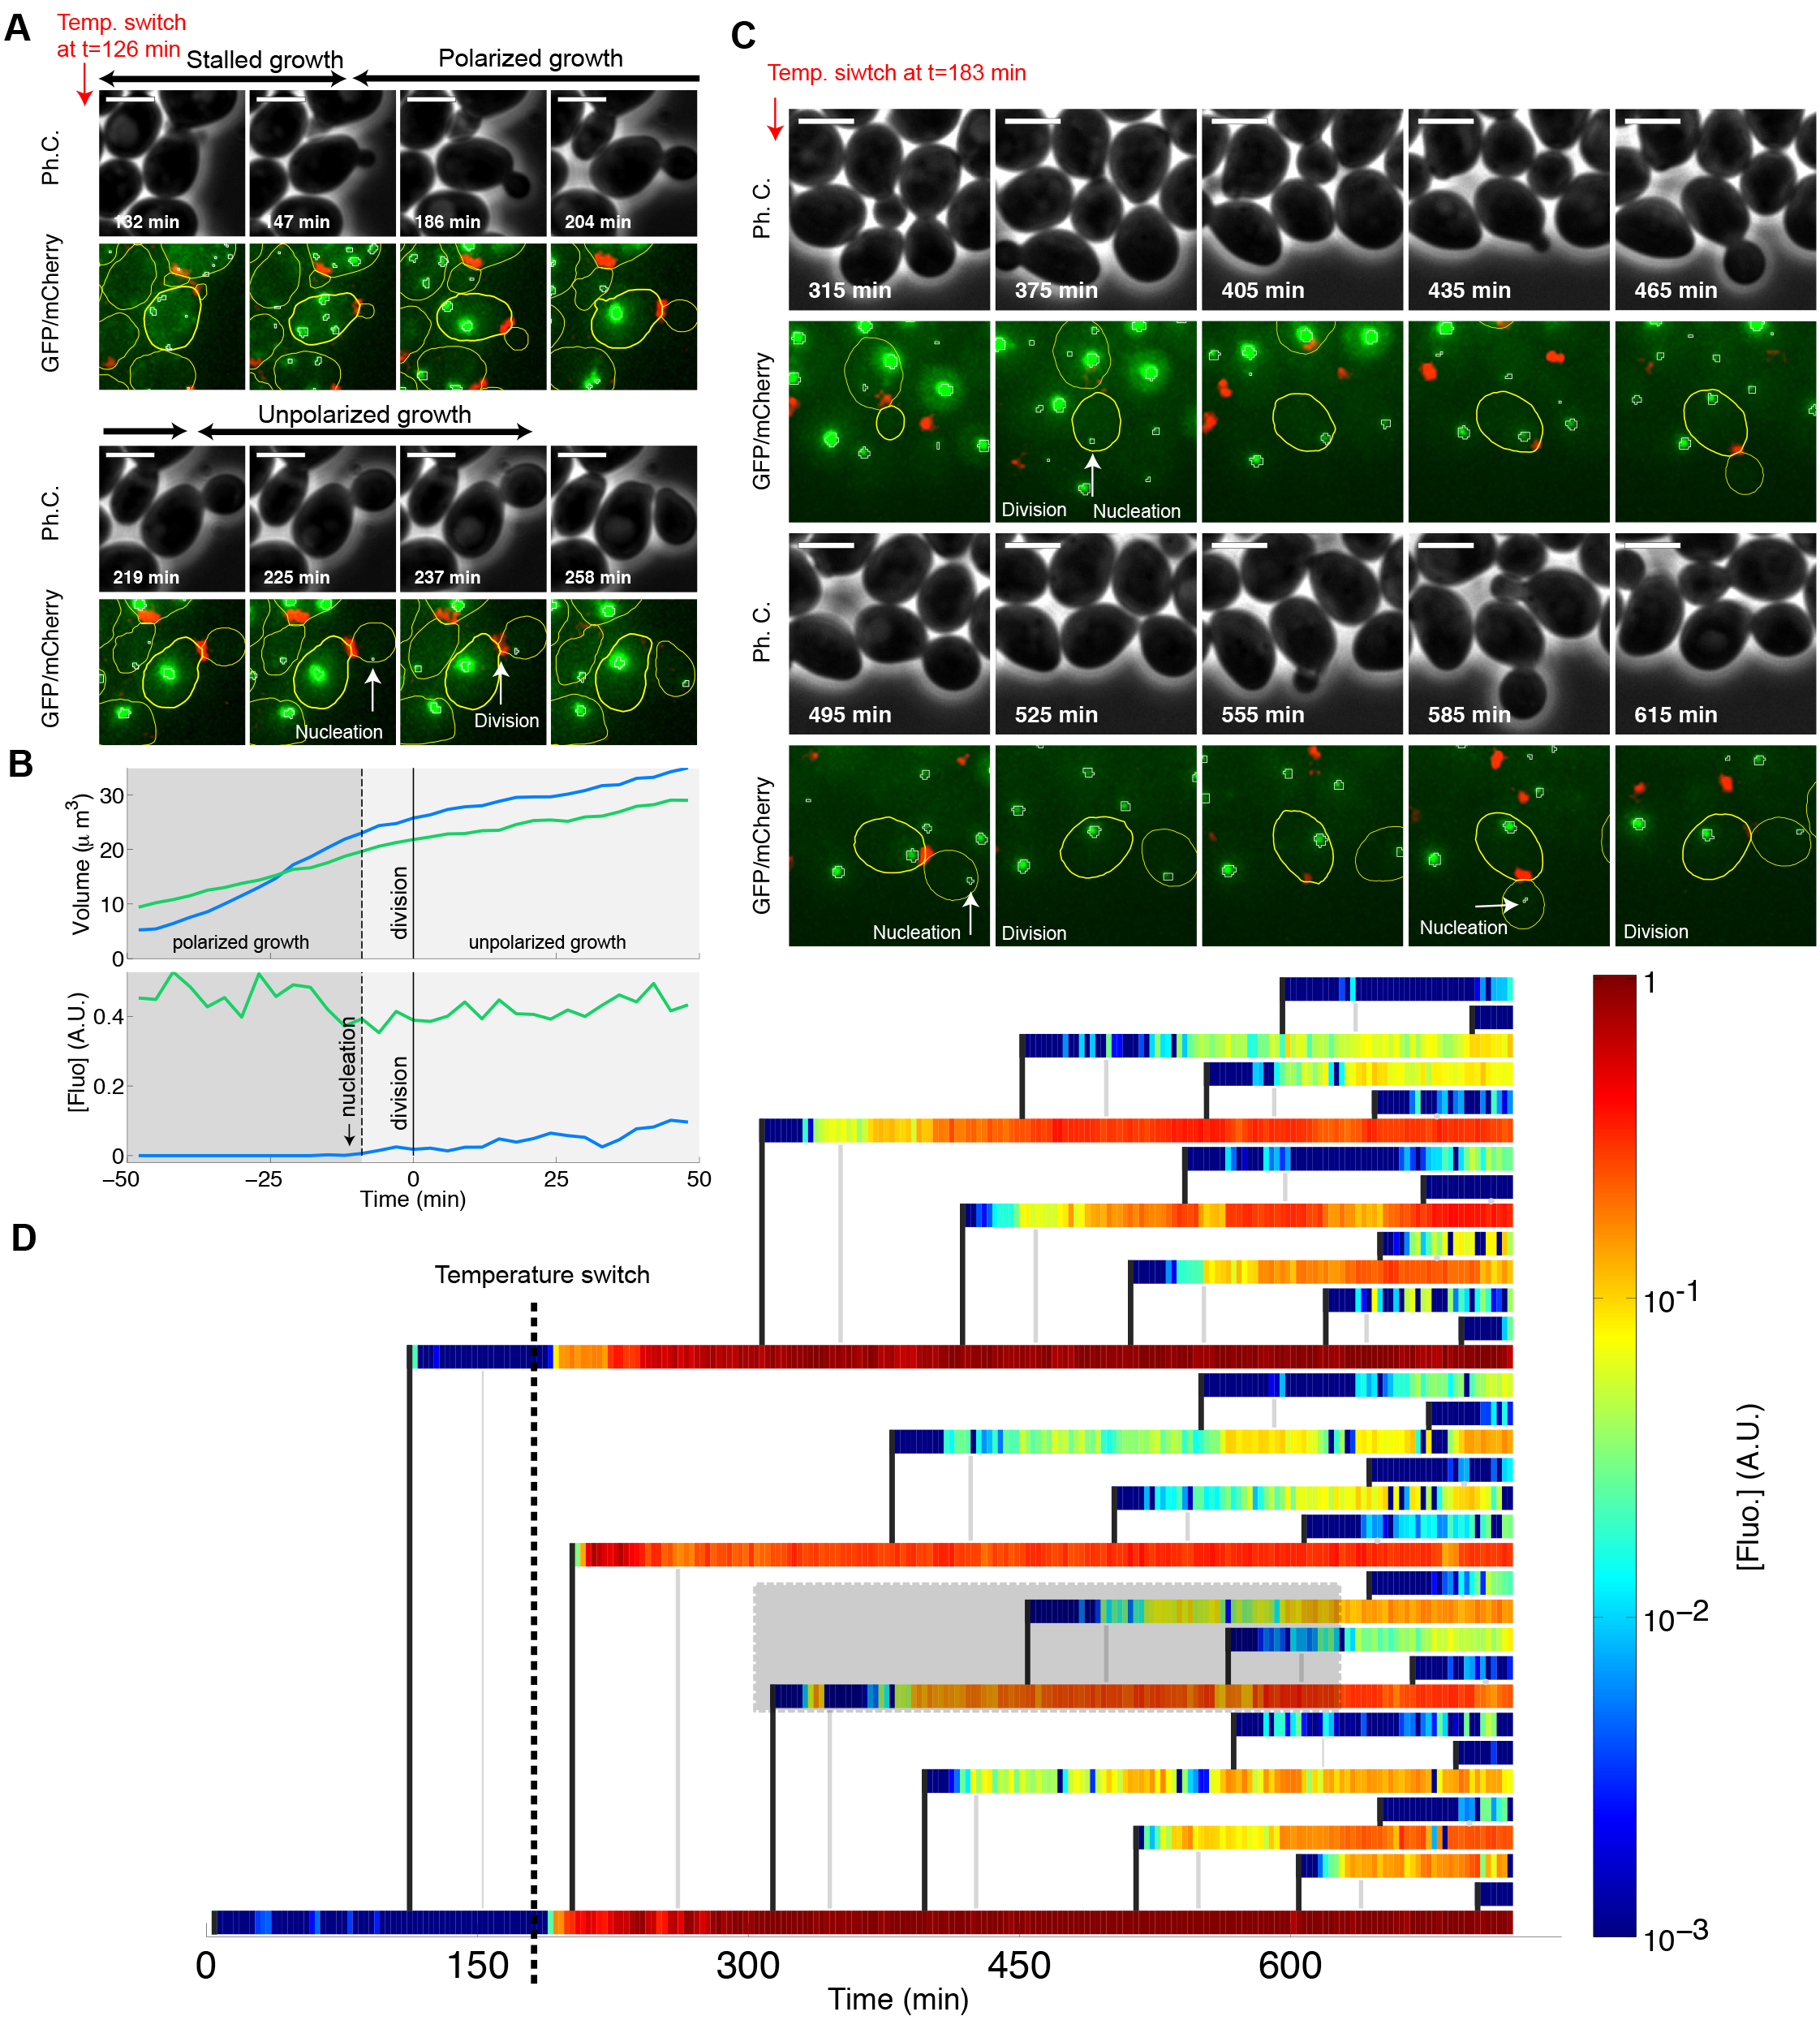 A
Temp. switch
at t=126 min
Stalled growth
Polarized growth
Ph.C.
132 min
147 min
186 min
204 min
GFP/mCherry
Unpolarized growth
Ph.C.
219 min
225 min
237 min
258 min
GFP/mCherry
Nucleation
Division
B
Volume (μ m3)
30
20
10
0
polarized growth
division
unpolarized growth
[Fluo] (A.U.)
0.4
0.2
0
nucleation
division
−50
−25
0
25
50
Time (min)
C
Temp. siwtch at t=183 min
Ph. C.
315 min
375 min
405 min
435 min
465 min
GFP/mCherry
Division
Nucleation
Ph. C.
495 min
525 min
555 min
585 min
615 min
GFP/mCherry
Nucleation
Division
Nucleation
Division
D
Temperature switch
0
150
300
450
600
Time (min)
1
10-1
10−2
10−3
[Fluo.] (A.U.)